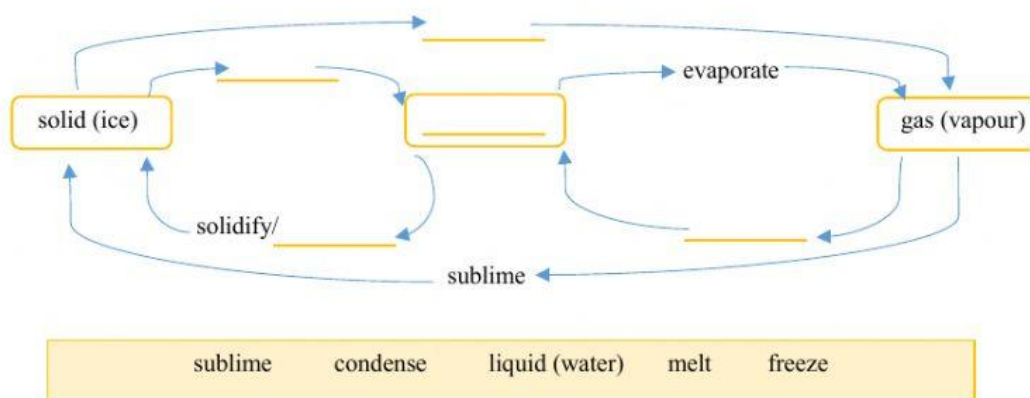 evaporate
solid (ice)
gas (vapour)
solidify/
sublime
sublime condense liquid (water) melt freeze